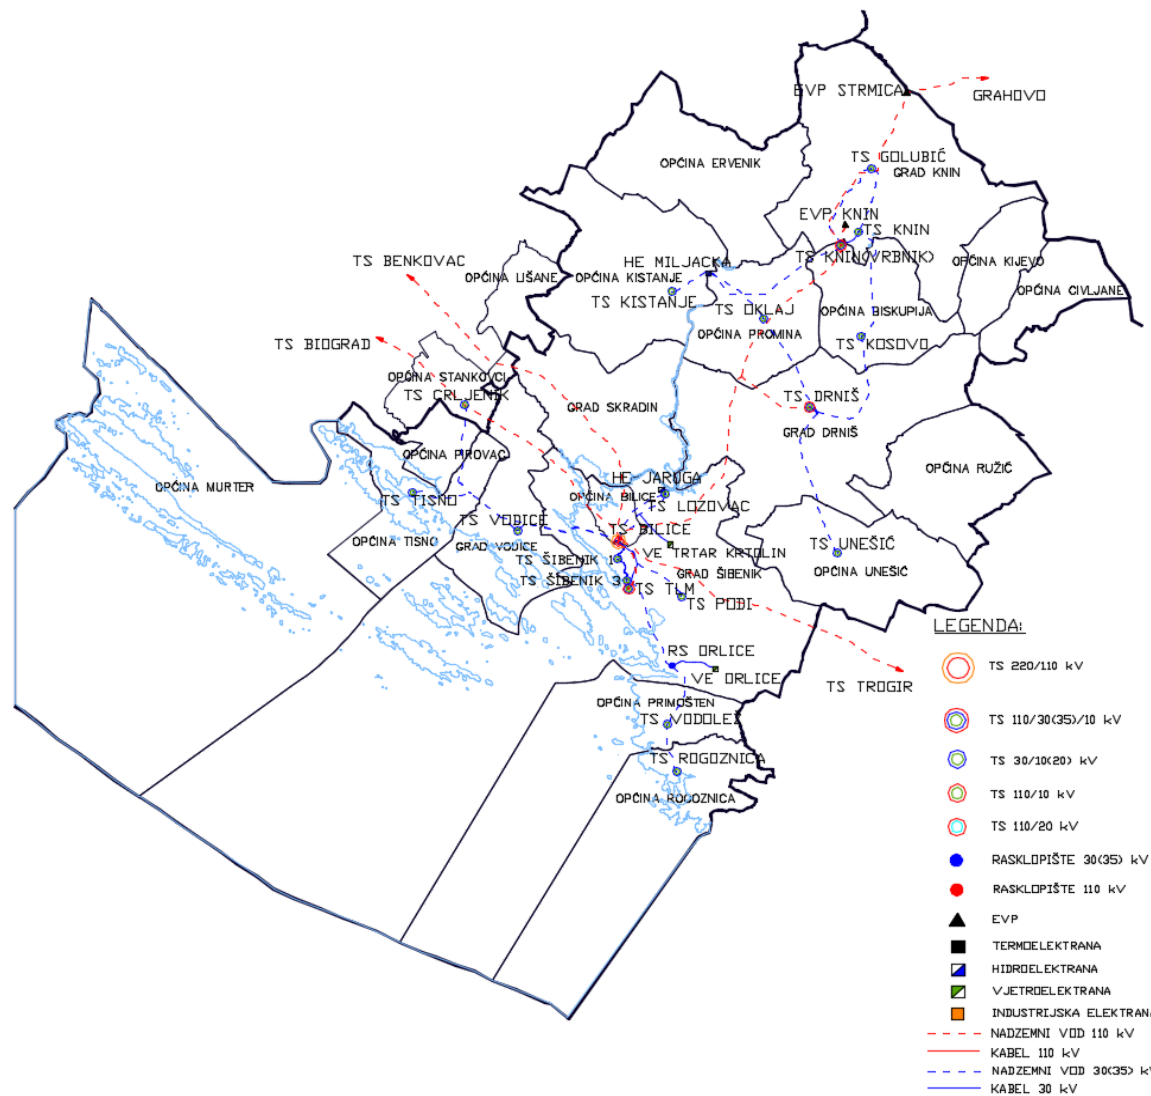 EVP STRMICA
GRAHOVO
TS GOLUBIĆ
OPĆINA ERVENIK
GRAD KNIN
EVP KNIN
TS KNIN
TS KNIN(VRBNIK)
TS BENKOVAC
HE MILJACKA
OPĆINA KIJEVO
OPĆINA LIŠANE
OPĆINA KISTANJE
OPĆINA CIVLJANE
TS KISTANJE
TS OKLAJ
OPĆINA BISKUPIJA
OPĆINA PROMINA
TS BIOGRAD
TS KOSOVO
OPĆINA STANKOVCI
TS CRLJENIK
TS DRNIŠ
GRAD SKRADIN
GRAD DRNIŠ
OPĆINA PIROVAC
OPĆINA RUŽIĆ
HE JARUGA
OPĆINA MURTER
OPĆINA BILICE
TS TISNO
TS LOZOVAC
TS VODICE
TS BILICE
OPĆINA TISNO
GRAD VODICE
VE TRTAR KRTOLIN
TS UNEŠIĆ
TS ŠIBENIK 1
GRAD ŠIBENIK
OPĆINA UNEŠIĆ
TS ŠIBENIK 3
TS TLM
TS PODI
LEGENDA:
RS ORLICE
VE ORLICE
TS TROGIR
OPĆINA PRIMOŠTEN
TS VODOLEŽ
TS ROGOZNICA
OPĆINA ROGOZNICA
TS 220/110 kV
TS 110/30(35)/10 kV
TS 30/10(20) kV
TS 110/10 kV
TS 110/20 kV
RASKLOPIŠTE 30(35) kV
RASKLOPIŠTE 110 kV
EVP
TERMOELEKTRANA
HIDROELEKTRANA
VJETROELEKTRANA
INDUSTRIJSKA ELEKTRANA
NADZEMNI VOD 110 kV
KABEL 110 kV
NADZEMNI VOD 30(35) kV
KABEL 30 kV